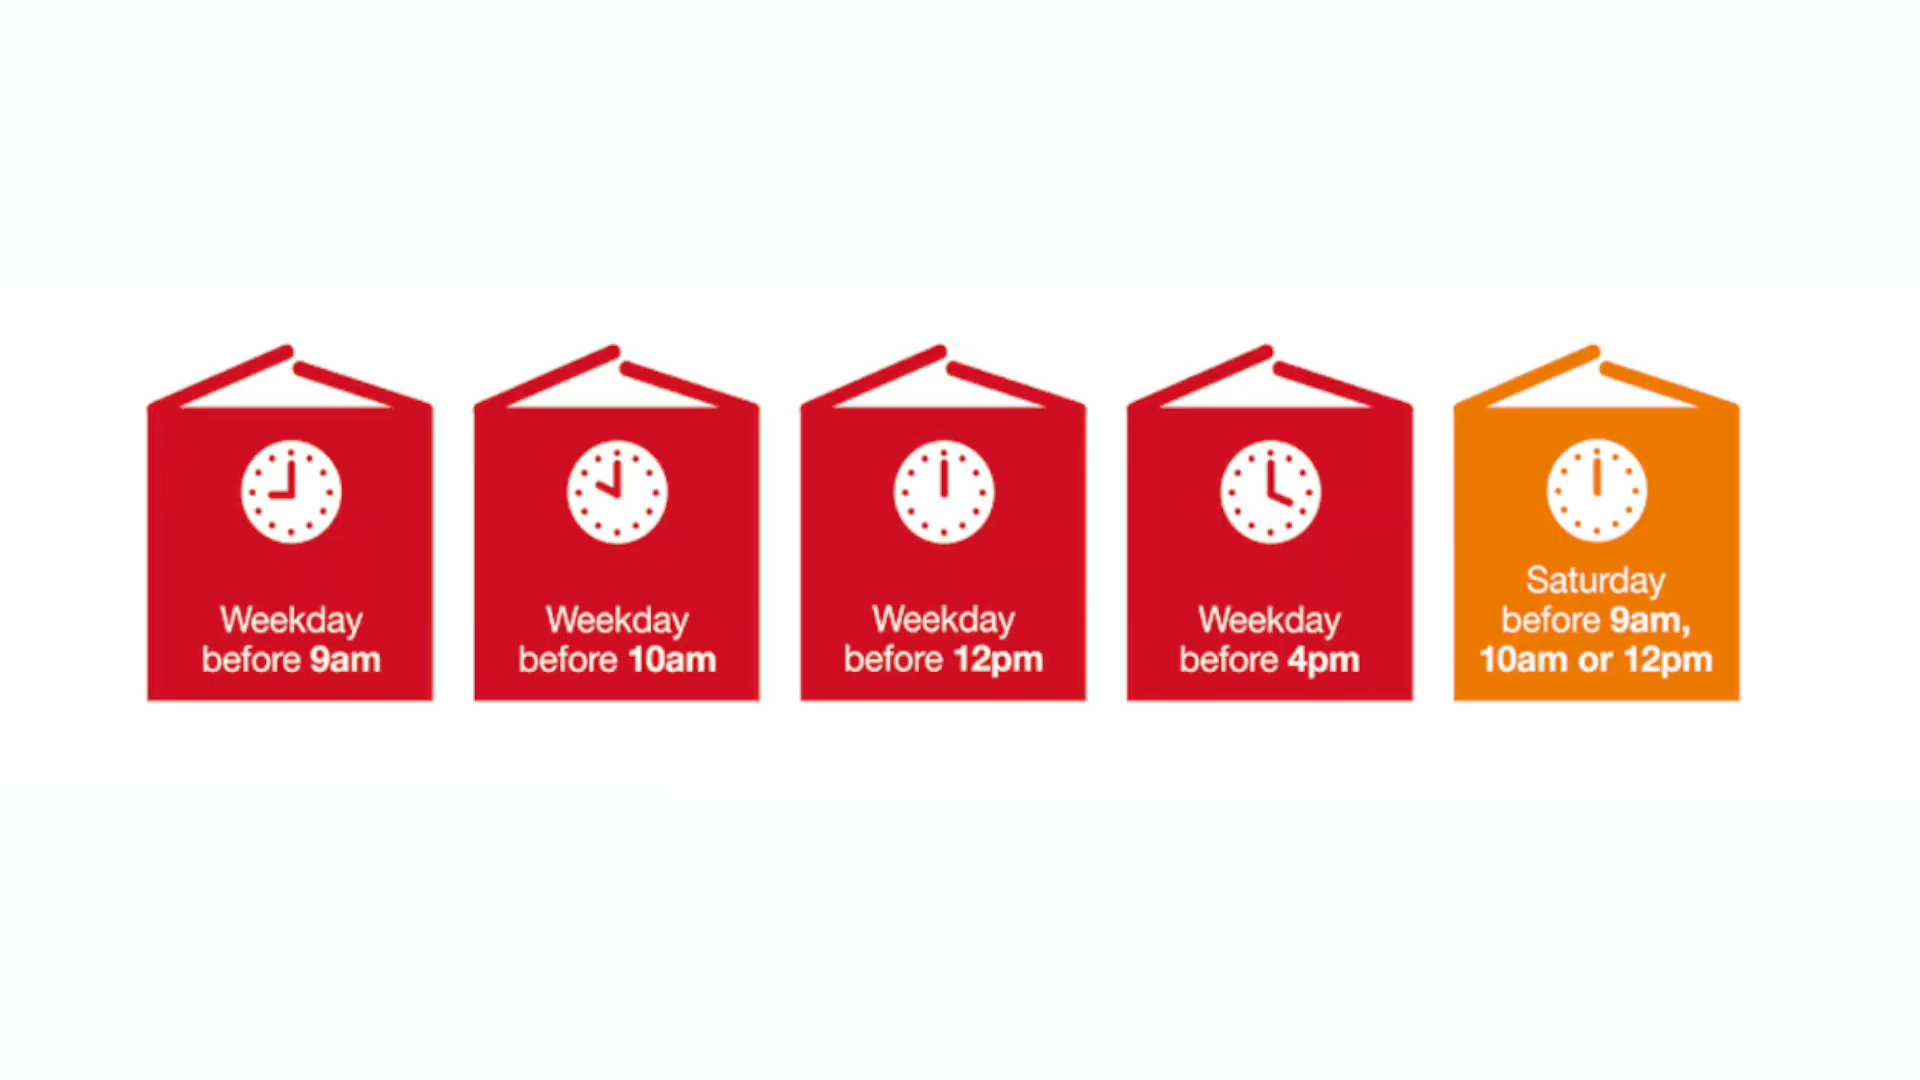 Weekday
before 9am
Weekday
before 10am
Weekday
before 12pm
Weekday
before 4pm
Saturday
before 9am,
10am or 12pm